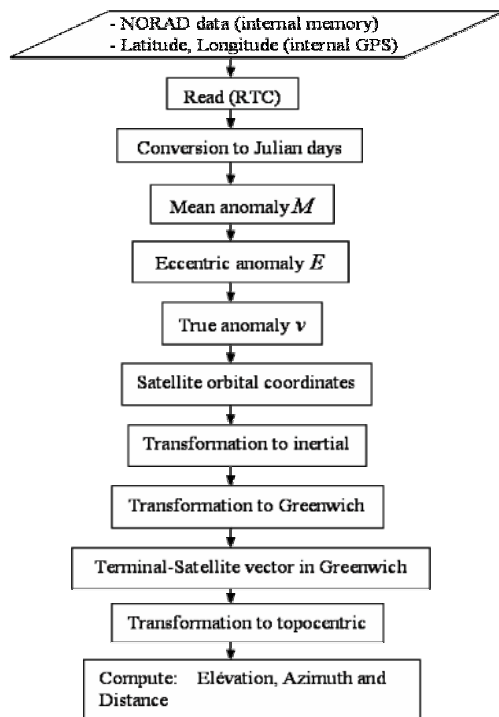 - NORAD data (internal memory)
- Latitude, Longitude (internal GPS)
Read (RTC)
Conversion to Julian days
Mean anomaly M
Eccentric anomaly E
True anomaly v
Satellite orbital coordinates
Transformation to inertial
Transformation to Greenwich
Terminal-Satellite vector in Greenwich
Transformation to topocentric
Compute: Elévation, Azimuth and
Distance